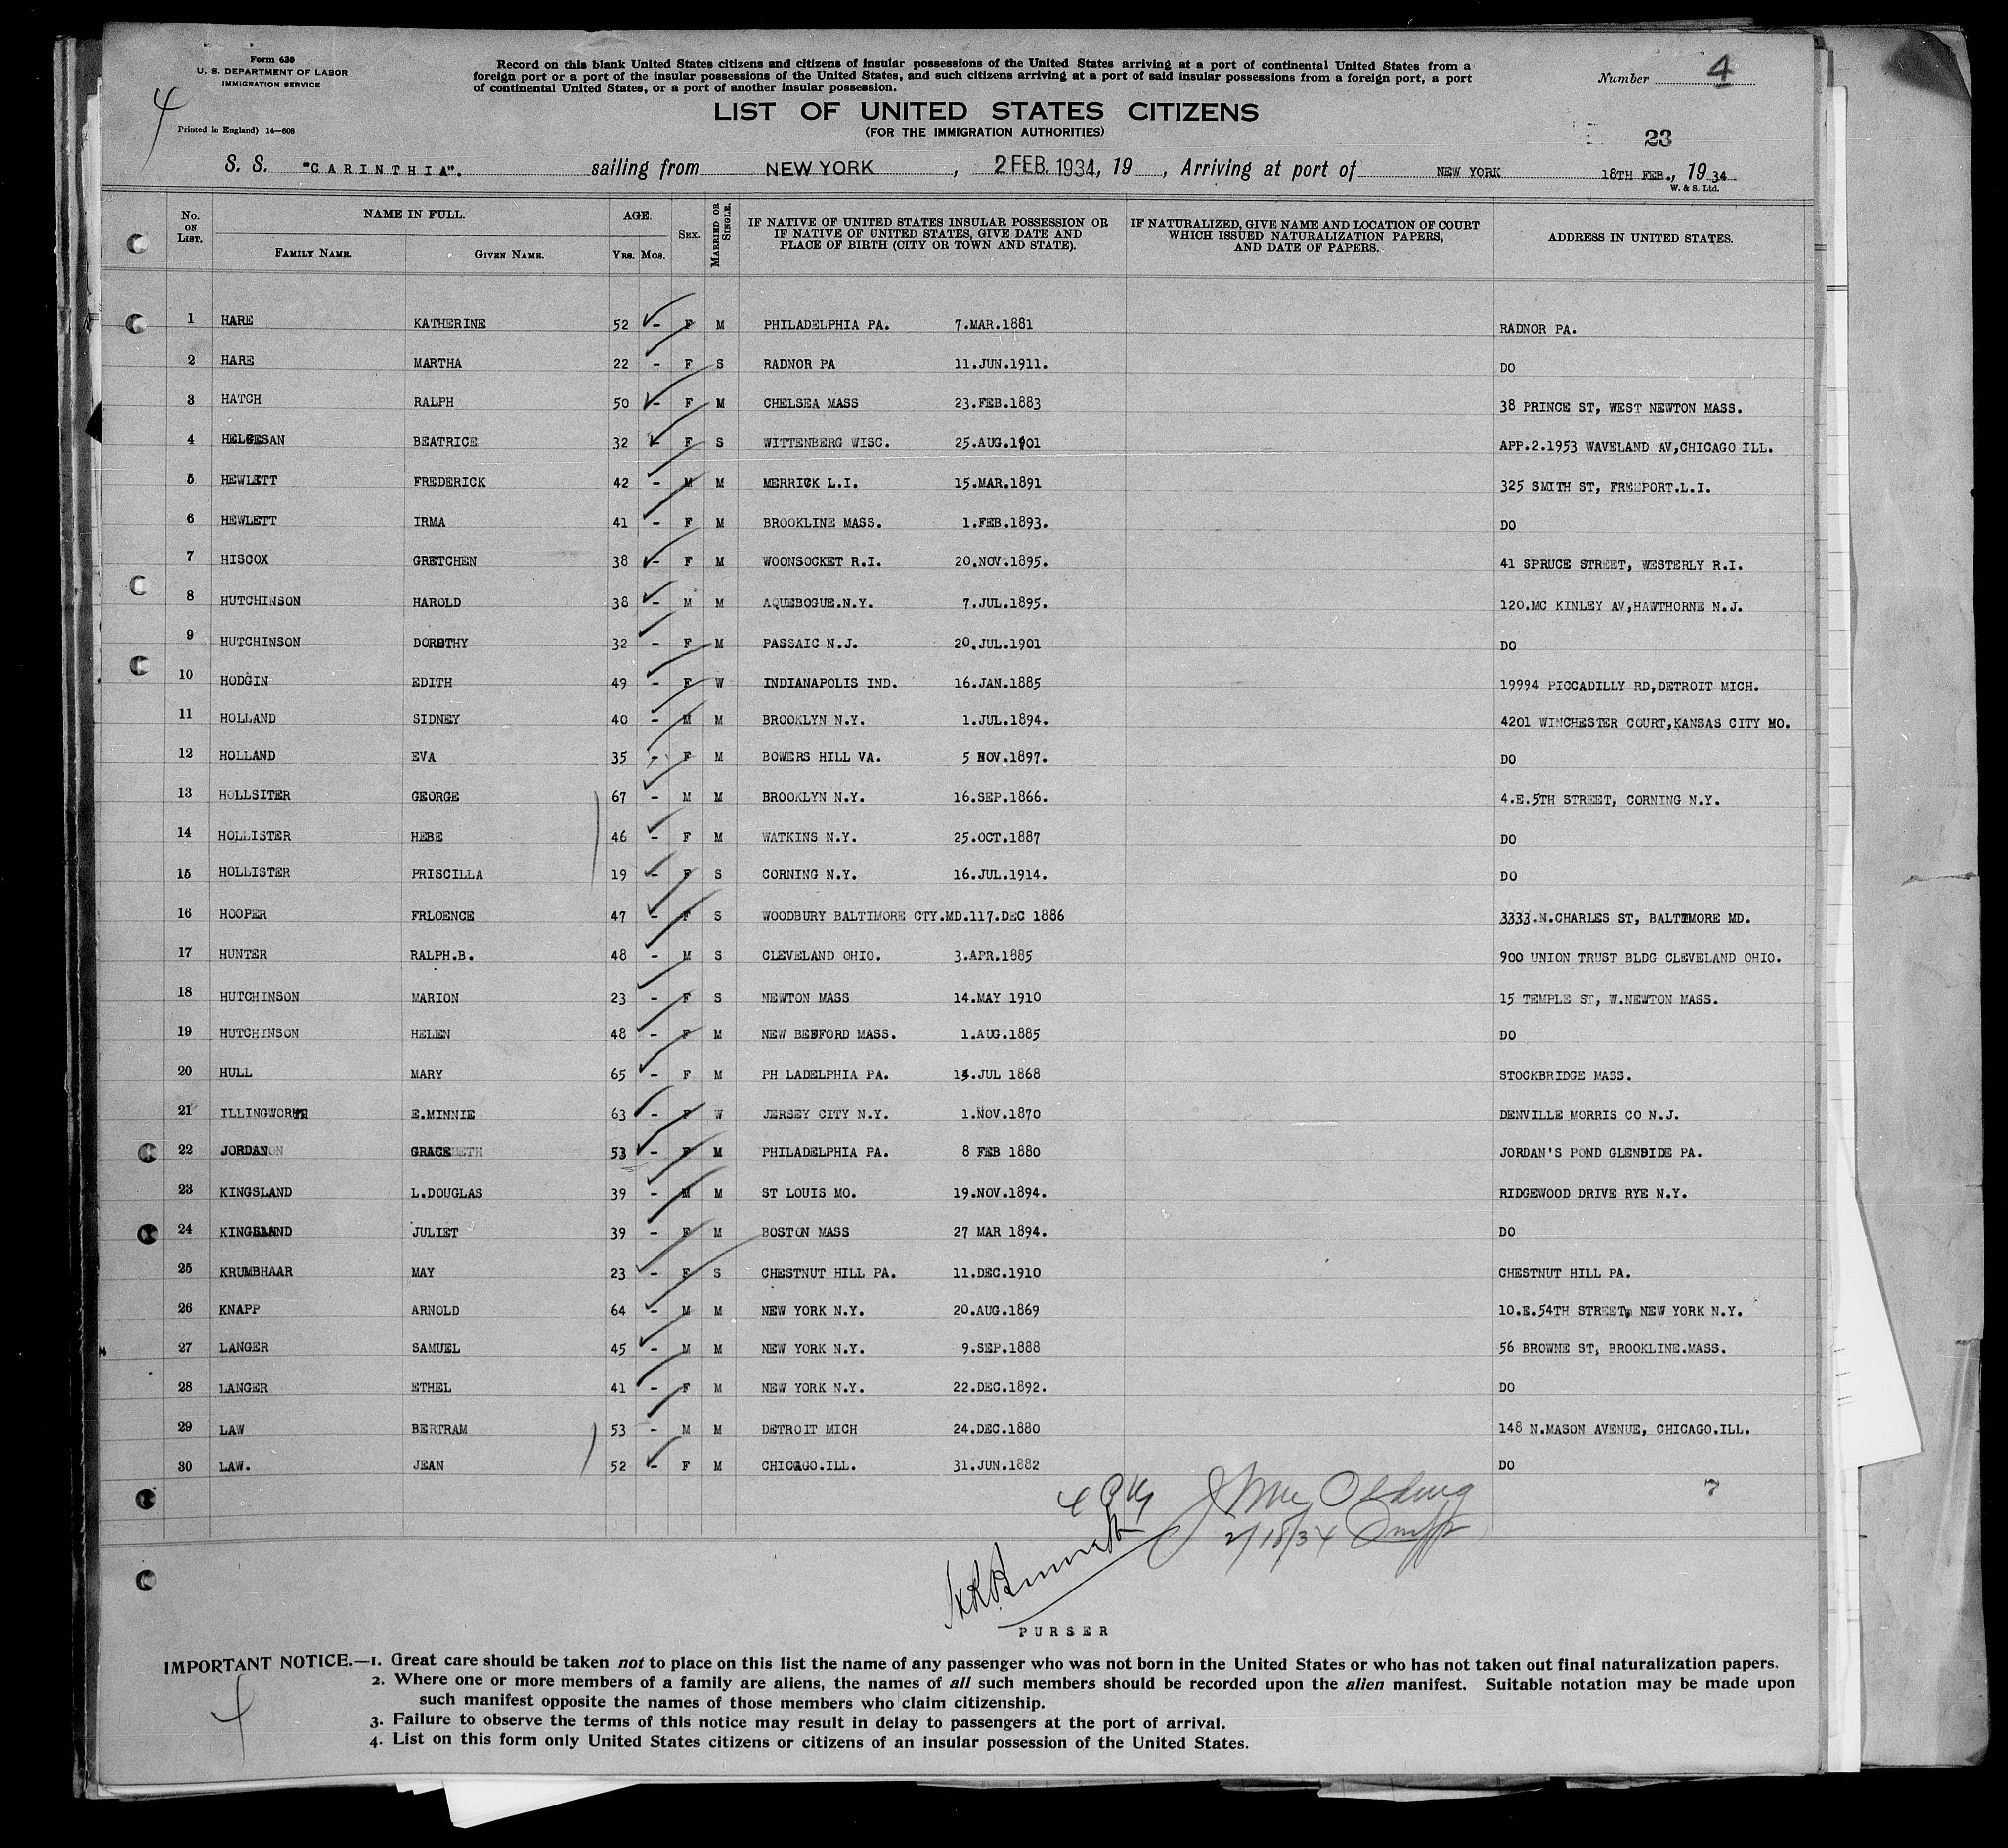 Form 630
U. S. DEPARTMENT OF LABOR
IMMIGRATION SERVICE
4
Printed in England) 14—608
Record on this blank United States citizens and citizens of insular possessions of the United States arriving at a port of continental United States from a
foreign port or a port of the insular possessions of the United States, and such citizens arriving at a port of said insular possessions from a foreign port, a port
of continental United States, or a port of another insular possession.
Number 4
LIST OF UNITED STATES CITIZENS
(FOR THE IMMIGRATION AUTHORITIES)
23
S. S. "CARINTHIA". sailing from NEW YORK, 2 FEB. 1934, 19 , Arriving at port of NEW YORK 18TH FEB., 19 34
W. & S. Ltd.
No. ON LIST. NAME IN FULL. AGE. SEX. MARRIED OR SINGLE. IF NATIVE OF UNITED STATES INSULAR POSSESSION OR IF NATIVE OF UNITED STATES, GIVE DATE AND PLACE OF BIRTH (CITY OR TOWN AND STATE). IF NATURALIZED, GIVE NAME AND LOCATION OF COURT WHICH ISSUED NATURALIZATION PAPERS, AND DATE OF PAPERS. ADDRESS IN UNITED STATES.
FAMILY NAME. GIVEN NAME. YRS. MOS.
1 HARE KATHERINE 52 - F M PHILADELPHIA PA. 7.MAR.1881 RADNOR PA.
2 HARE MARTHA 22 - F S RADNOR PA 11.JUN.1911. DO
3 HATCH RALPH 50 - F M CHELSEA MASS 23.FEB.1883 38 PRINCE ST, WEST NEWTON MASS.
4 BEATRICE 32 - F S WITTENBERG WISC. 25.AUG.1901 APP.2.1953 WAVELAND AV,CHICAGO ILL.
5 HEWLETT FREDERICK 42 - M M MERRICK L.I. 15.MAR.1891 325 SMITH ST, FREEPORT.L.I.
6 HEWLETT IRMA 41 - F M BROOKLINE MASS. 1.FEB.1893. DO
7 HISCOX GRETCHEN 38 - F M WOONSOCKET R.I. 20.NOV.1895. 41 SPRUCE STREET, WESTERLY R.I.
8 HUTCHINSON HAROLD 38 - M M AQUEBOGUE.N.Y. 7.JUL.1895. 120.MC KINLEY AV,HAWTHORNE N.J.
9 HUTCHINSON DOROTHY 32 - F M PASSAIC N.J. 20.JUL.1901 DO
10 HODGIN EDITH 49 - F W INDIANAPOLIS IND. 16.JAN.1885 19994 PICCADILLY RD,DETROIT MICH.
11 HOLLAND SIDNEY 40 - M M BROOKLYN N.Y. 1.JUL.1894. 4201 WINCHESTER COURT,KANSAS CITY MO.
12 HOLLAND EVA 35 - F M BOWERS HILL VA. 5 NOV.1897. DO
13 HOLLSITER GEORGE 67 - M M BROOKLYN N.Y. 16.SEP.1866. 4.E.5TH STREET, CORNING N.Y.
14 HOLLISTER HEBE 46 - F M WATKINS N.Y. 25.OCT.1887 DO
15 HOLLISTER PRISCILLA 19 - F S CORNING N.Y. 16.JUL.1914. DO
16 HOOPER FRLOENCE 47 - F S WOODBURY BALTIMORE CTY.MD.117.DEC 1886 3333.N.CHARLES ST, BALTIMORE MD.
17 HUNTER RALPH.B. 48 - M S CLEVELAND OHIO. 3.APR.1885 900 UNION TRUST BLDG CLEVELAND OHIO.
18 HUTCHINSON MARION 23 - F S NEWTON MASS 14.MAY 1910 15 TEMPLE ST, W.NEWTON MASS.
19 HUTCHINSON HELEN 48 - F M NEW BEDFORD MASS. 1.AUG.1885 DO
20 HULL MARY 65 - F M PH LADELPHIA PA. JUL 1868 STOCKBRIDGE MASS.
21 ILLINGWORTH E.MINNIE 63 - F W JERSEY CITY N.Y. 1.NOV.1870 DENVILLE MORRIS CO N.J.
22 JORDAN GRACE 53 - F M PHILADELPHIA PA. 8 FEB 1880 JORDAN'S POND GLENSIDE PA.
23 KINGSLAND L.DOUGLAS 39 - M M ST LOUIS MO. 19.NOV.1894. RIDGEWOOD DRIVE RYE N.Y.
24 KINGSLAND JULIET 39 - F M BOSTON MASS 27 MAR 1894. DO
25 KRUMBHAAR MAY 23 - F S CHESTNUT HILL PA. 11.DEC.1910 CHESTNUT HILL PA.
26 KNAPP ARNOLD 64 - M M NEW YORK N.Y. 20.AUG.1869 10.E.54TH STREET, NEW YORK N.Y.
27 LANGER SAMUEL 45 - M M NEW YORK N.Y. 9.SEP.1888 56 BROWNE ST, BROOKLINE.MASS.
28 LANGER ETHEL 41 - F M NEW YORK N.Y. 22.DEC.1892. DO
29 LAW BERTRAM 53 - M M DETROIT MICH 24.DEC.1880 148 N.MASON AVENUE, CHICAGO.ILL.
30 LAW. JEAN 52 - F M CHICAGO.ILL. 31.JUN.1882 DO
2/18/34
PURSER
IMPORTANT NOTICE.—1. Great care should be taken not to place on this list the name of any passenger who was not born in the United States or who has not taken out final naturalization papers.
2. Where one or more members of a family are aliens, the names of all such members should be recorded upon the alien manifest. Suitable notation may be made upon
such manifest opposite the names of those members who claim citizenship.
3. Failure to observe the terms of this notice may result in delay to passengers at the port of arrival.
4. List on this form only United States citizens or citizens of an insular possession of the United States.
4